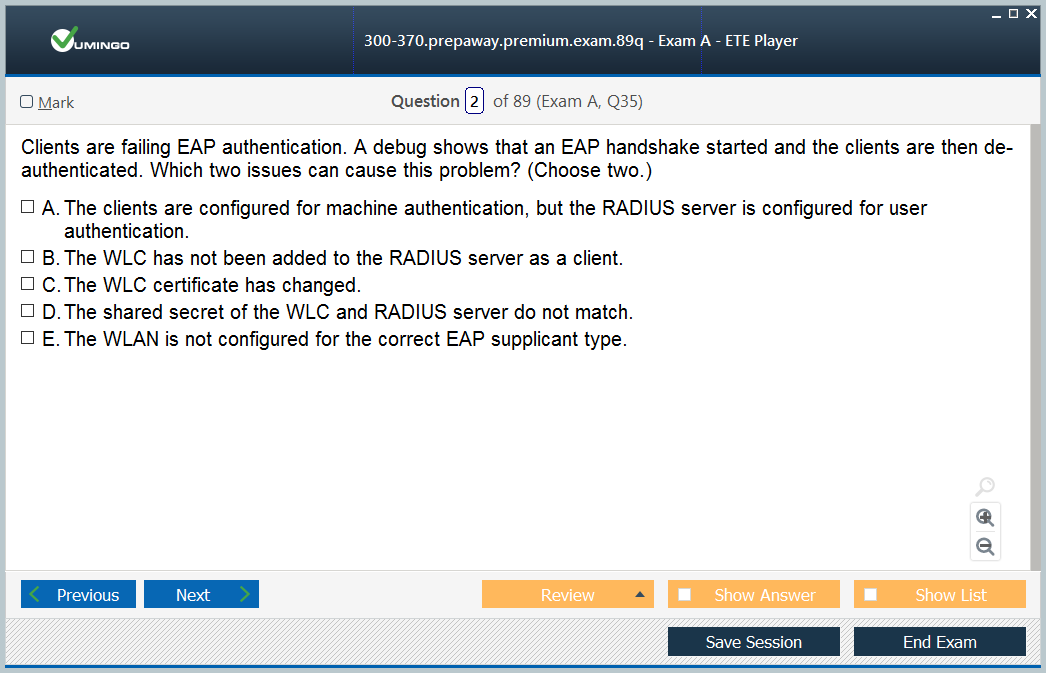 VUMINGO
300-370.prepaway.premium.exam.89q - Exam A - ETE Player
Mark
Question 2 of 89 (Exam A, Q35)
Clients are failing EAP authentication. A debug shows that an EAP handshake started and the clients are then de-
authenticated. Which two issues can cause this problem? (Choose two.)
A. The clients are configured for machine authentication, but the RADIUS server is configured for user
authentication.
B. The WLC has not been added to the RADIUS server as a client.
C. The WLC certificate has changed.
D. The shared secret of the WLC and RADIUS server do not match.
E. The WLAN is not configured for the correct EAP supplicant type.
Previous
Next
Review
Show Answer
Show List
Save Session
End Exam